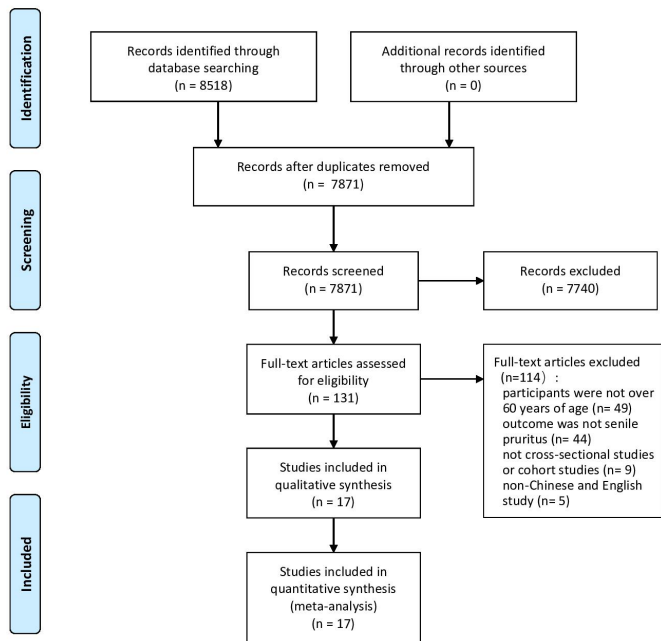 Identification
Records identified through
database searching
(n = 8518)
Additional records identified
through other sources
(n = 0)
Records after duplicates removed
(n = 7871)
Screening
Records screened
(n = 7871)
Records excluded
(n = 7740)
Eligibility
Full-text articles assessed
for eligibility
(n = 131)
Full-text articles excluded
(n=114）:
participants were not over
60 years of age (n= 49)
outcome was not senile
pruritus (n= 44)
not cross-sectional studies
or cohort studies (n= 9)
non-Chinese and English
study (n= 5)
Studies included in
qualitative synthesis
(n = 17)
Included
Studies included in
quantitative synthesis
(meta-analysis)
(n = 17)